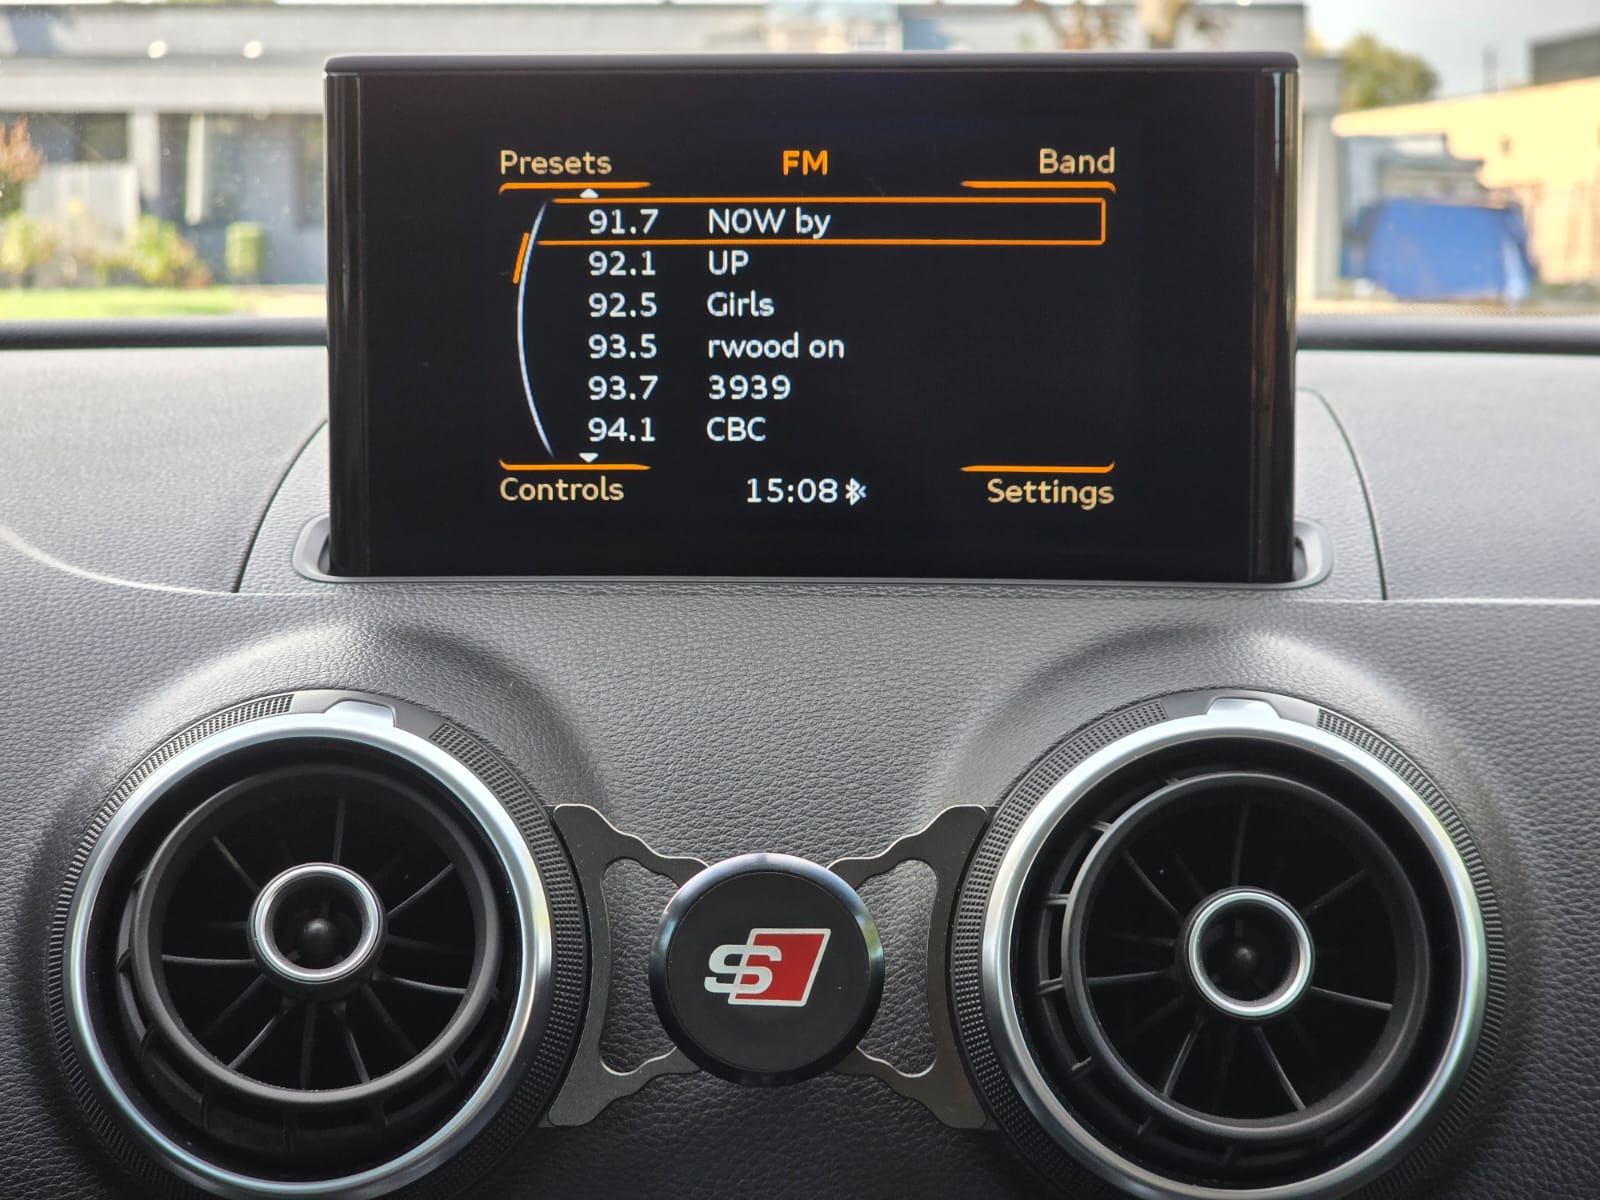 Presets FM Band
91.7 NOW by
92.1 UP
92.5 Girls
93.5 rwood on
93.7 3939
94.1 CBC
Controls 15:08 Settings
S